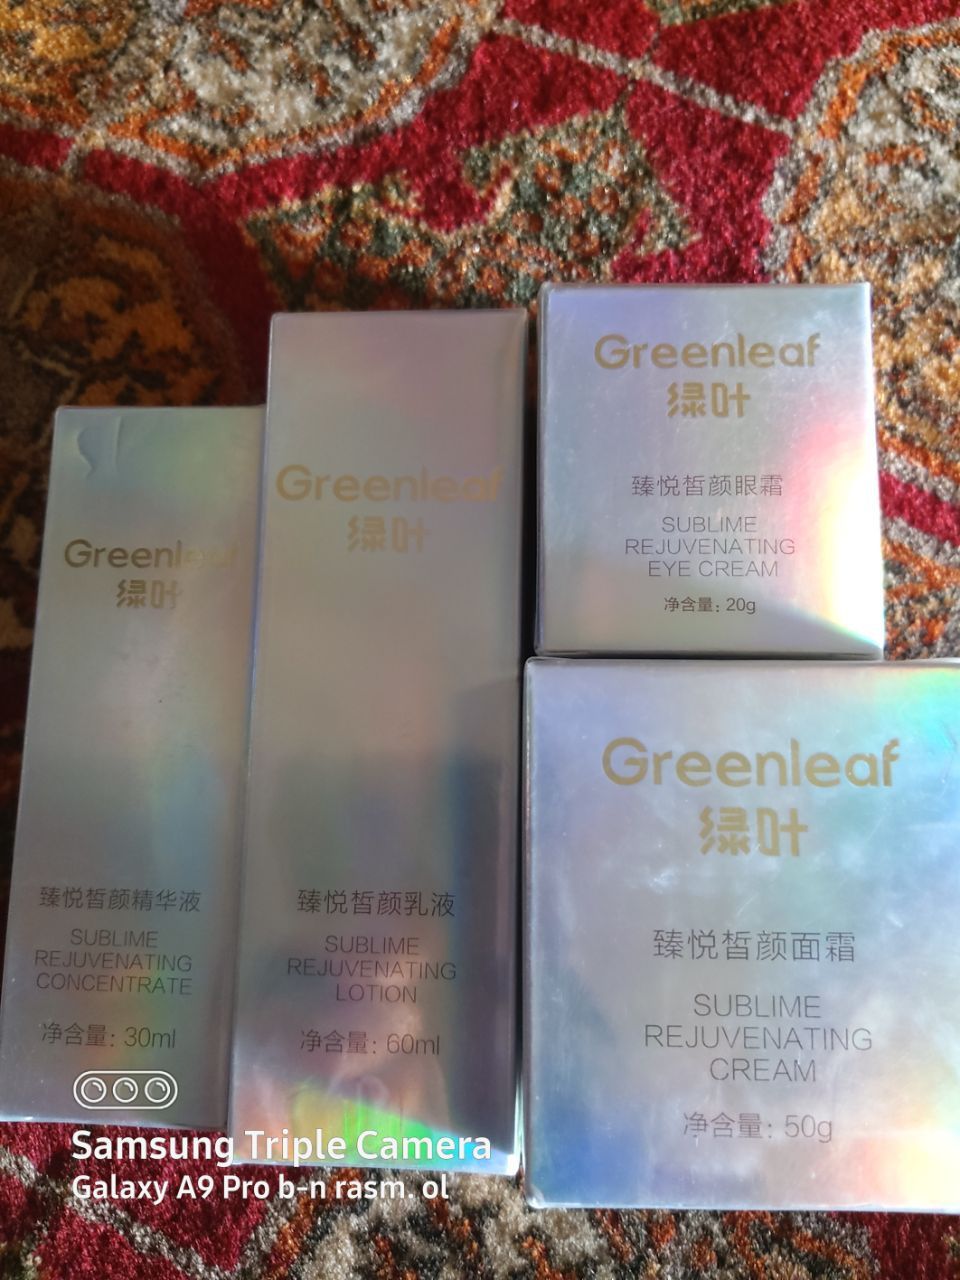 Greenleaf
绿叶
臻悦皙颜精华液
SUBLIME
REJUVENATING
CONCENTRATE
净含量: 30ml
Greenleaf
绿叶
臻悦皙颜乳液
SUBLIME
REJUVENATING
LOTION
净含量: 60ml
Greenleaf
绿叶
臻悦皙颜眼霜
SUBLIME
REJUVENATING
EYE CREAM
净含量: 20g
Greenleaf
绿叶
臻悦皙颜面霜
SUBLIME
REJUVENATING
CREAM
净含量: 50g
Samsung Triple Camera
Galaxy A9 Pro b-n rasm. ol